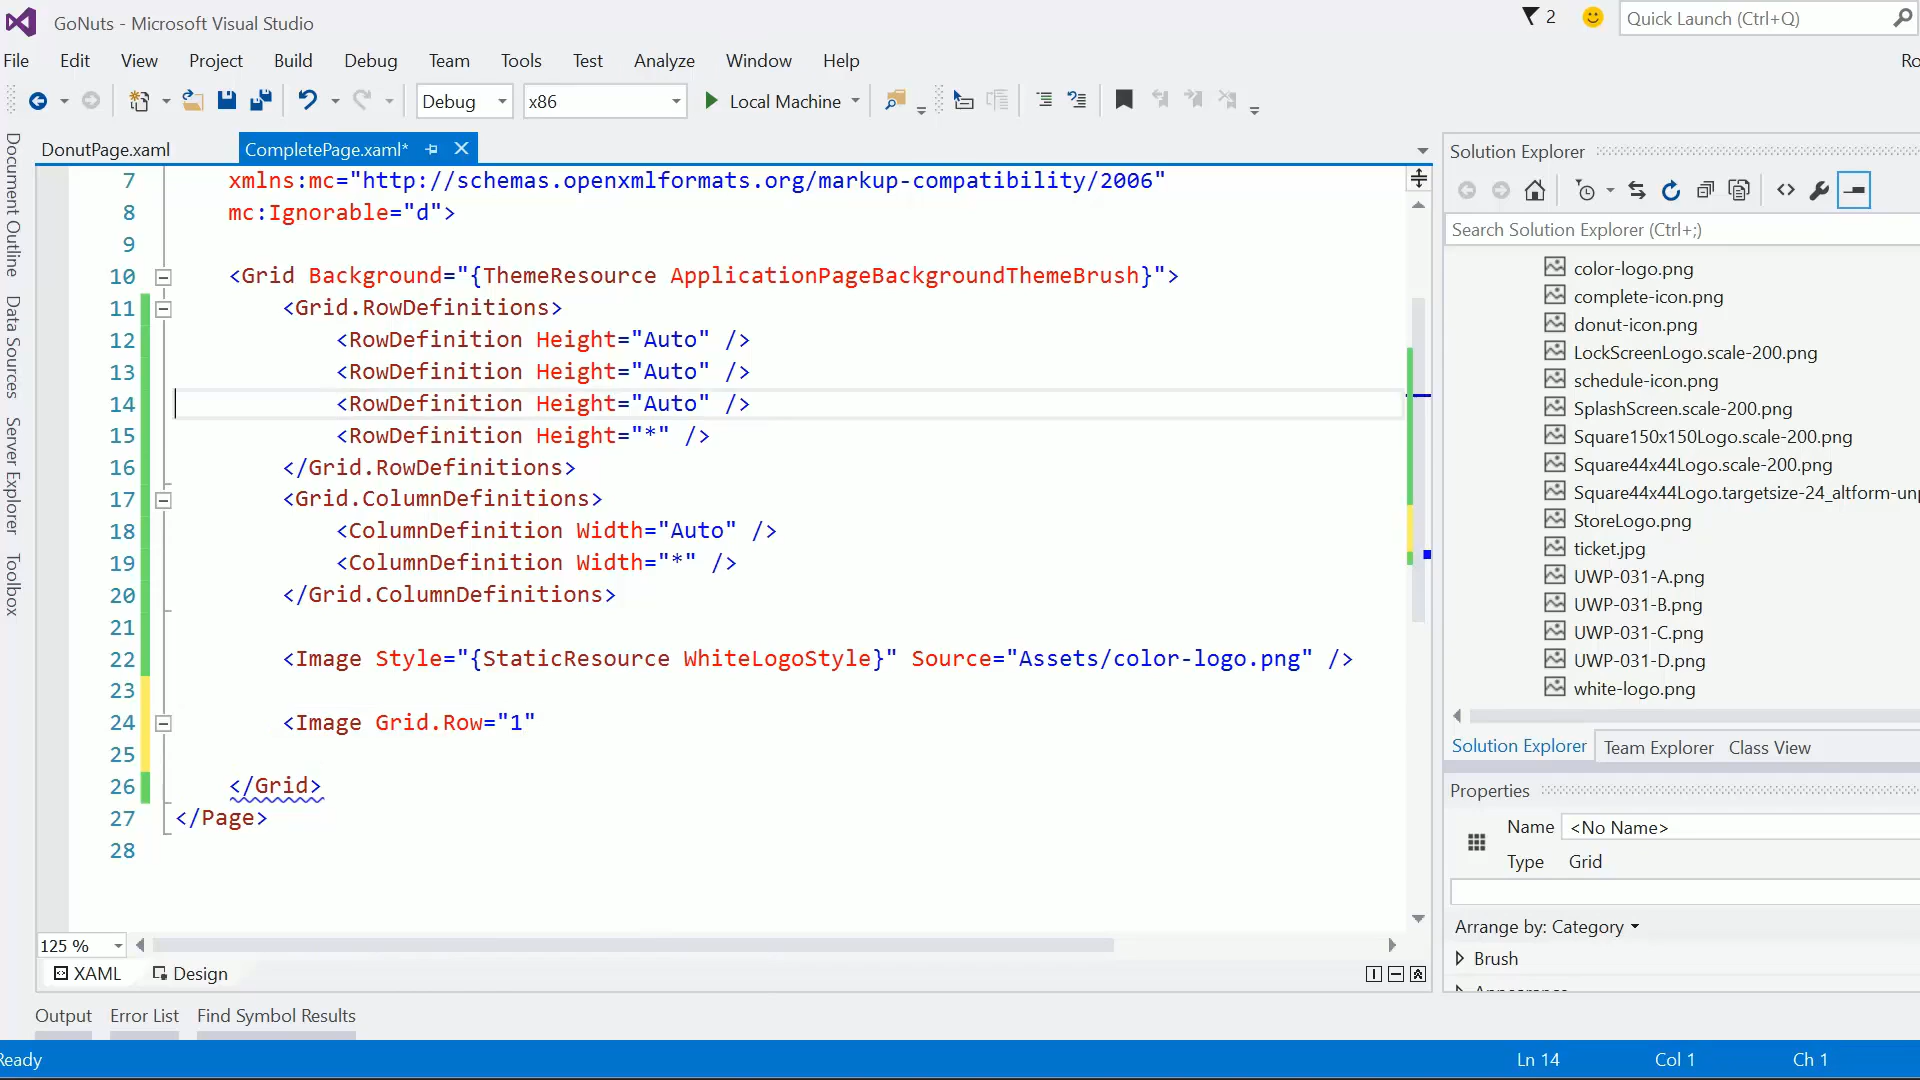 GoNuts - Microsoft Visual Studio
2
Quick Launch (Ctrl+Q)
File Edit View Project Build Debug Team Tools Test Analyze Window Help
Ro
Debug x86 Local Machine
Document Outline
Data Sources
Server Explorer
Toolbox
DonutPage.xaml CompletePage.xaml*
7 xmlns:mc="http://schemas.openxmlformats.org/markup-compatibility/2006"
8 mc:Ignorable="d">
9
10 <Grid Background="{ThemeResource ApplicationPageBackgroundThemeBrush}">
11 <Grid.RowDefinitions>
12 <RowDefinition Height="Auto" />
13 <RowDefinition Height="Auto" />
14 <RowDefinition Height="Auto" />
15 <RowDefinition Height="*" />
16 </Grid.RowDefinitions>
17 <Grid.ColumnDefinitions>
18 <ColumnDefinition Width="Auto" />
19 <ColumnDefinition Width="*" />
20 </Grid.ColumnDefinitions>
21
22 <Image Style="{StaticResource WhiteLogoStyle}" Source="Assets/color-logo.png" />
23
24 <Image Grid.Row="1"
25
26 </Grid>
27 </Page>
28
125 %
XAML Design
Solution Explorer
Search Solution Explorer (Ctrl+;)
color-logo.png
complete-icon.png
donut-icon.png
LockScreenLogo.scale-200.png
schedule-icon.png
SplashScreen.scale-200.png
Square150x150Logo.scale-200.png
Square44x44Logo.scale-200.png
Square44x44Logo.targetsize-24_altform-unp
StoreLogo.png
ticket.jpg
UWP-031-A.png
UWP-031-B.png
UWP-031-C.png
UWP-031-D.png
white-logo.png
Solution Explorer Team Explorer Class View
Properties
Name <No Name>
Type Grid
Arrange by: Category
Brush
Output Error List Find Symbol Results
Ready
Ln 14 Col 1 Ch 1